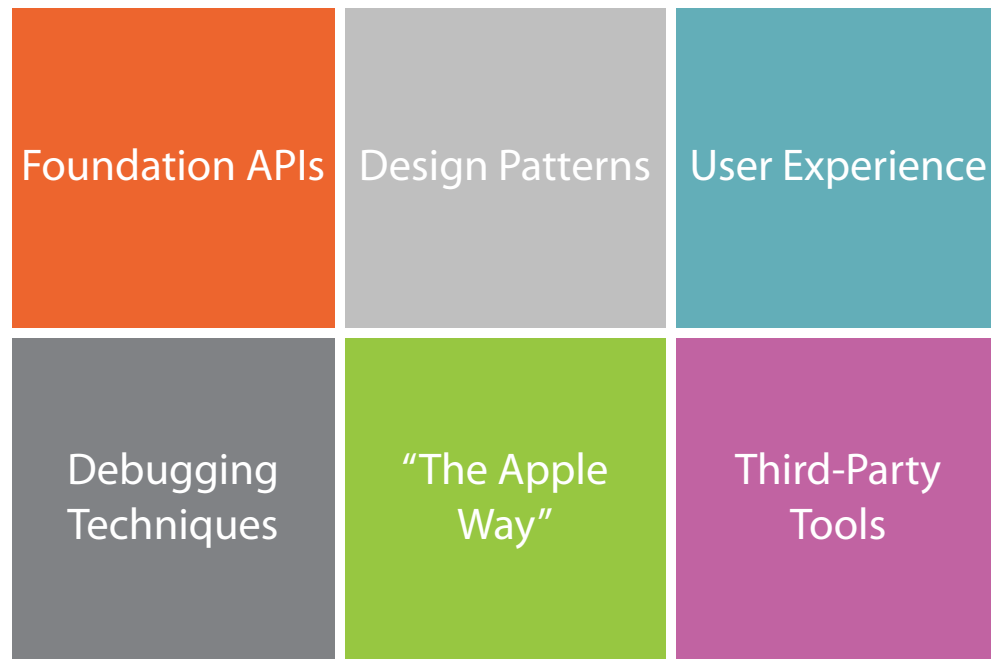 Foundation APIs
Design Patterns
User Experience
Debugging
Techniques
“The Apple
Way”
Third-Party
Tools